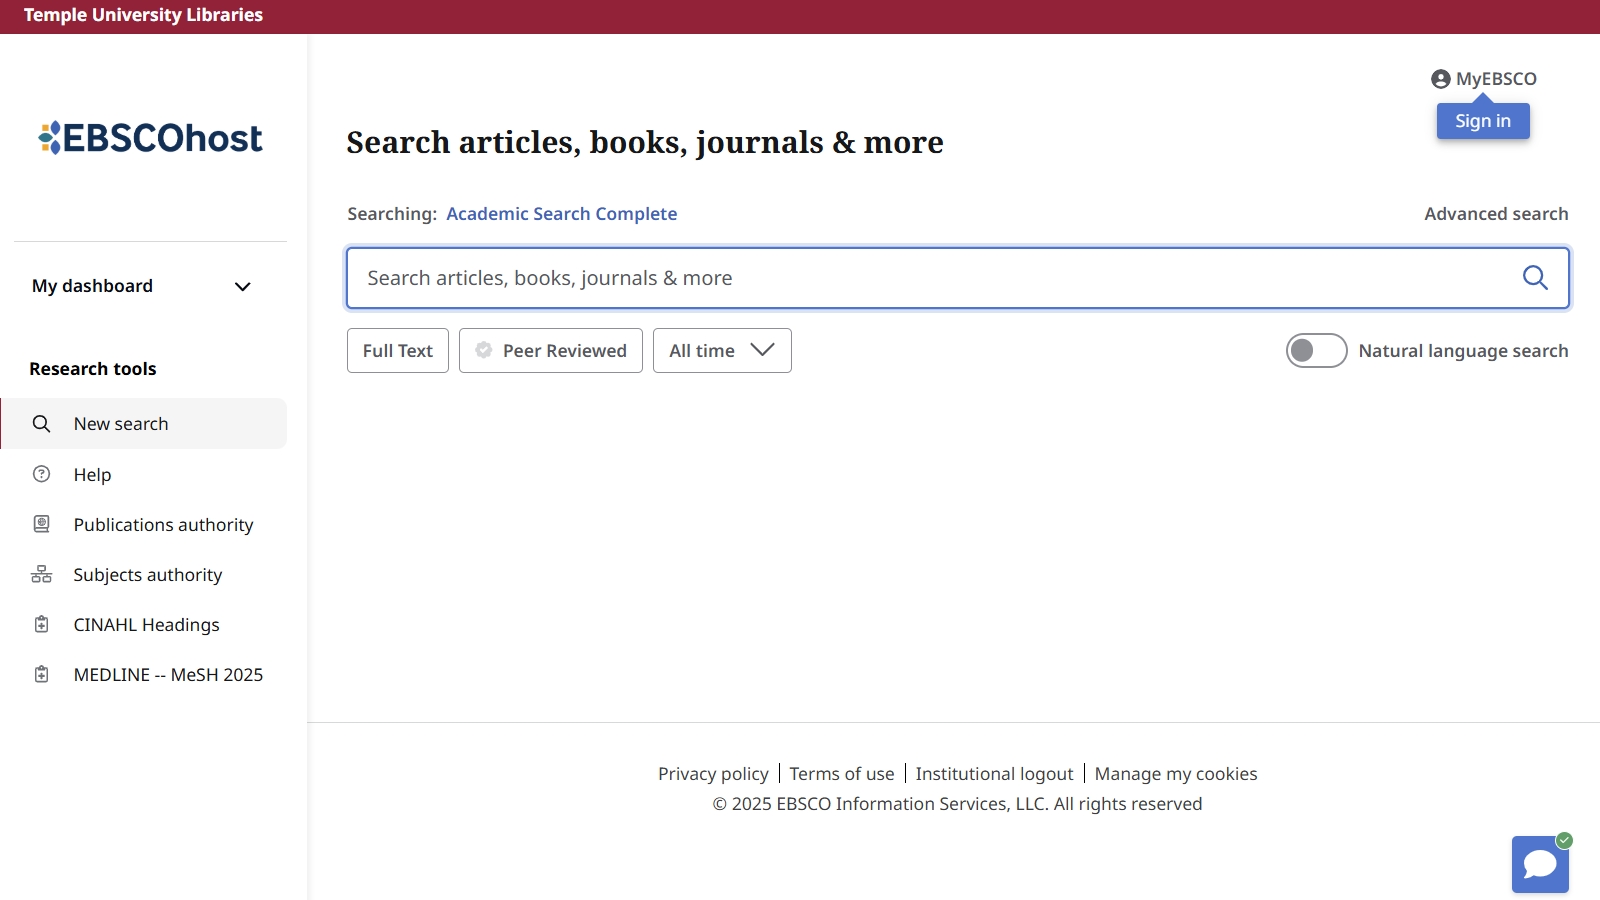 Temple University Libraries
EBSCOhost
My dashboard
Research tools
New search
Help
Publications authority
Subjects authority
CINAHL Headings
MEDLINE -- MeSH 2025
MyEBSCO
Sign in
Search articles, books, journals & more
Searching: Academic Search Complete
Advanced search
Search articles, books, journals & more
Full Text
Peer Reviewed
All time
Natural language search
Privacy policy
Terms of use
Institutional logout
Manage my cookies
© 2025 EBSCO Information Services, LLC. All rights reserved